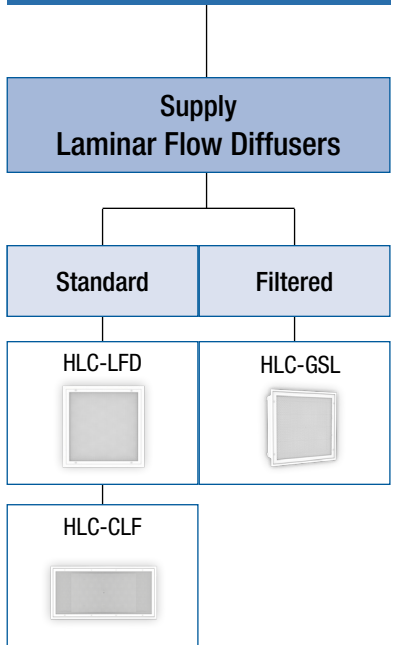 Supply
Laminar Flow Diffusers
Standard
Filtered
HLC-LFD
HLC-GSL
HLC-CLF